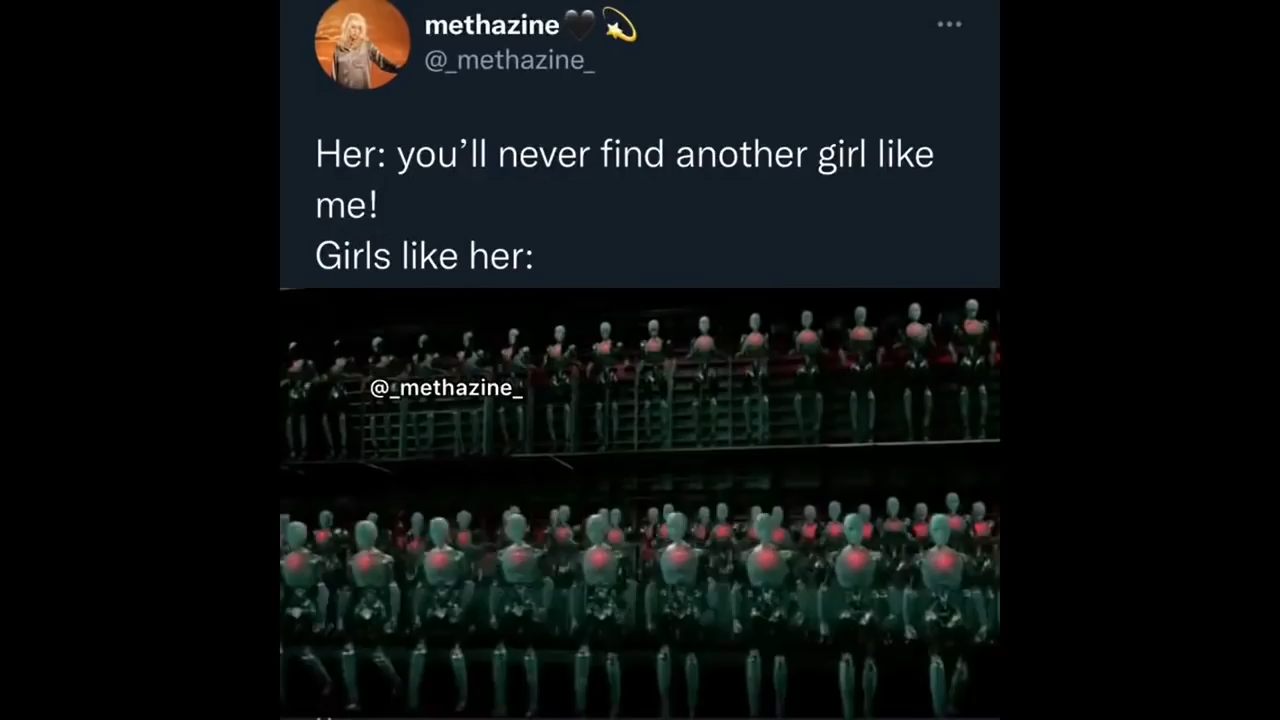 methazine🖤💫
@_methazine_
Her: you’ll never find another girl like
me!
Girls like her:
@_methazine_